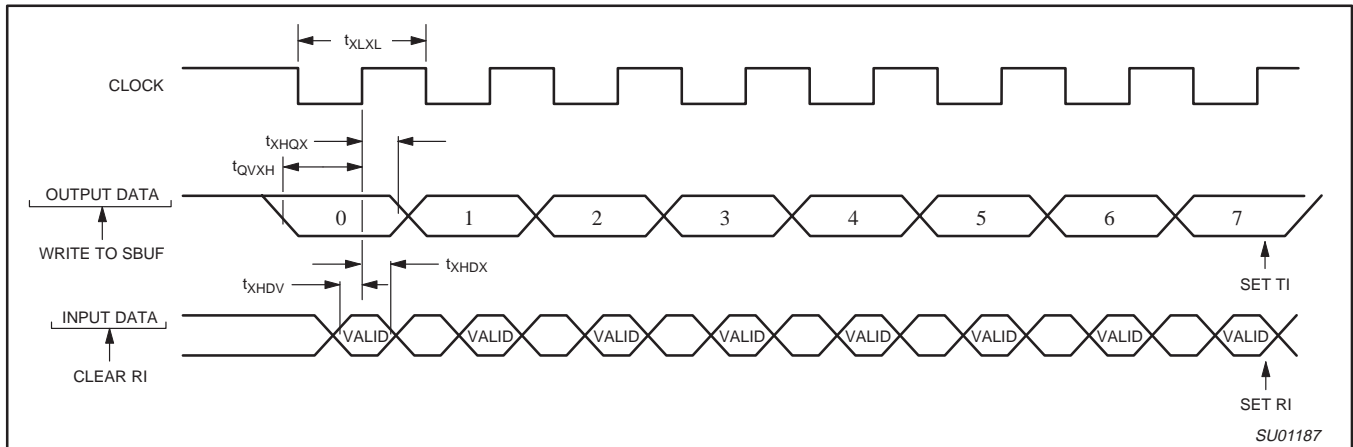 tXLXL
CLOCK
tXHQX
tQVXH
OUTPUT DATA
0 1 2 3 4 5 6 7
WRITE TO SBUF
tXHDX
SET TI
tXHDV
INPUT DATA
VALID VALID VALID VALID VALID VALID VALID VALID
CLEAR RI
SET RI
SU01187